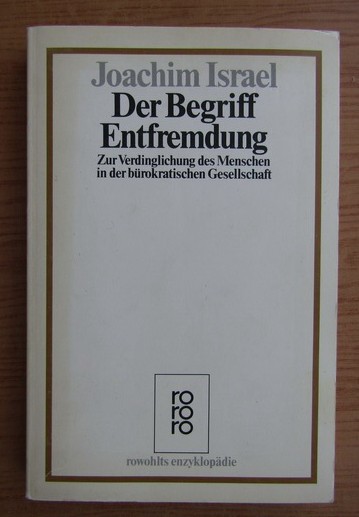 Joachim Israel
Der Begriff
Entfremdung
Zur Verdinglichung des Menschen
in der bürokratischen Gesellschaft
ro
ro
ro
rowohlts enzyklopädie